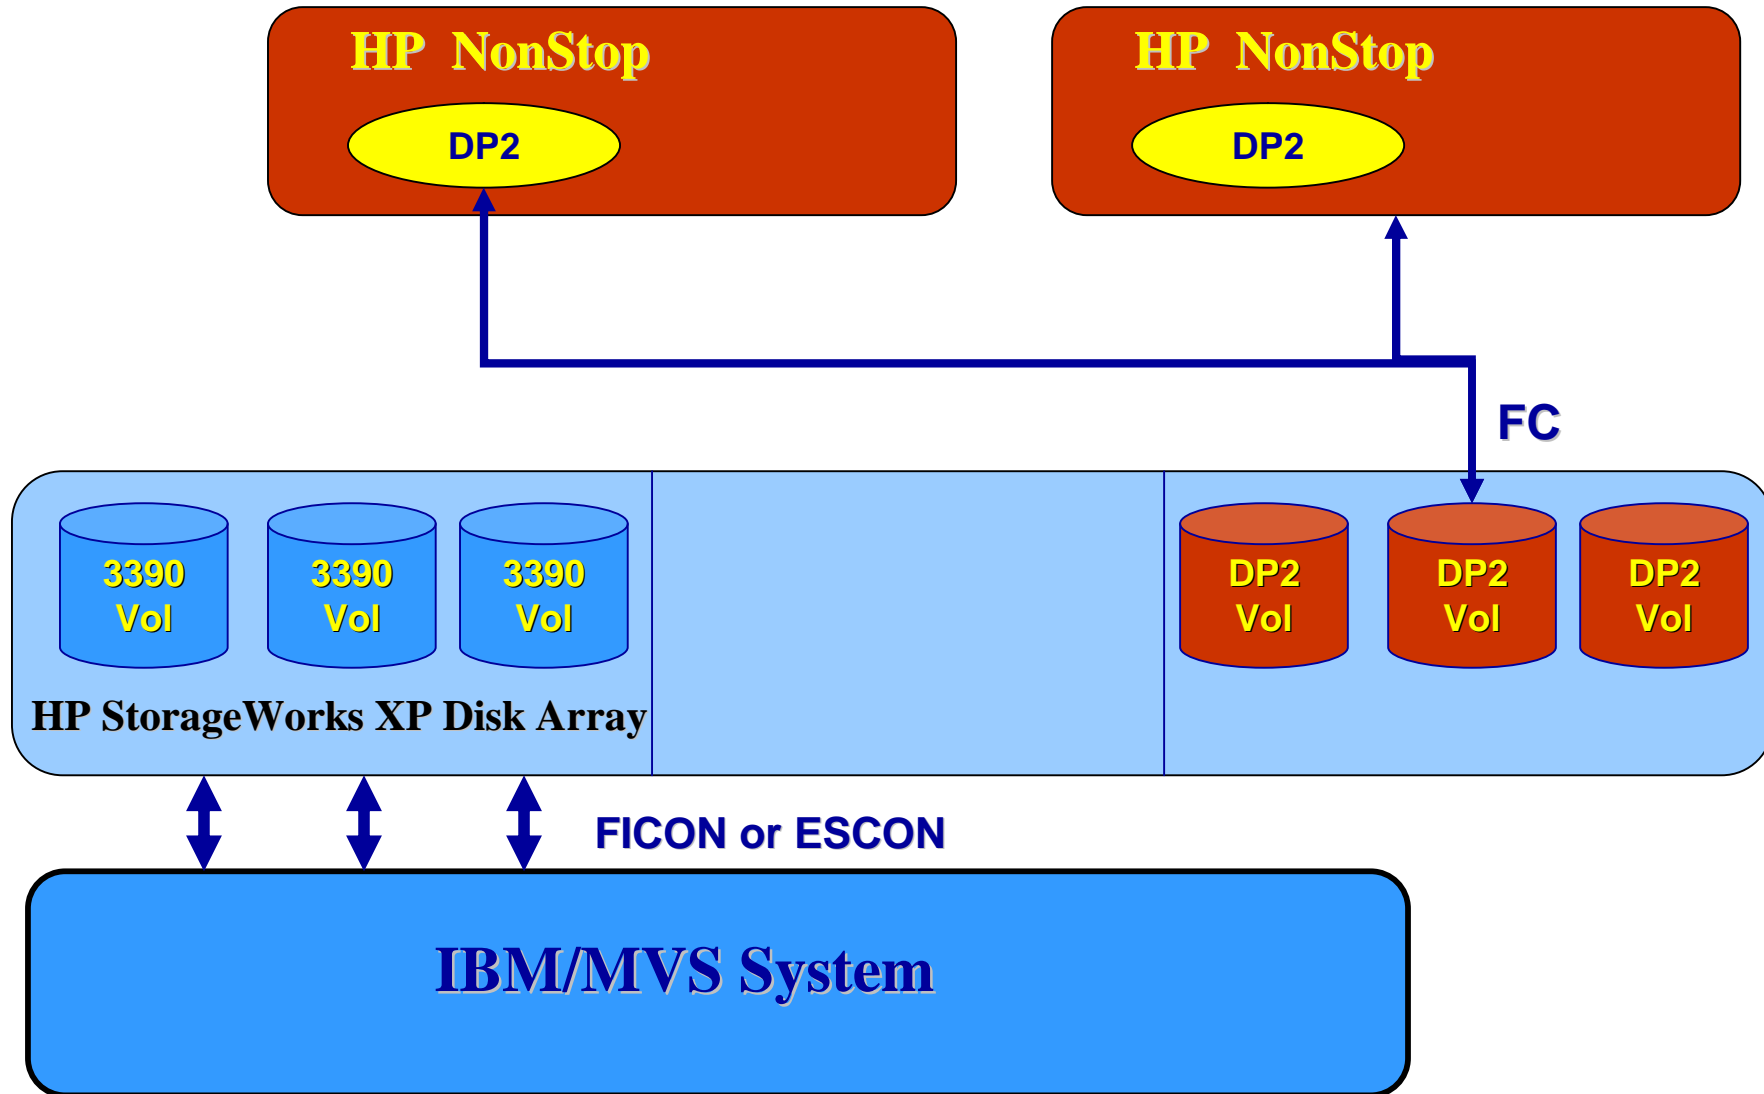 HP NonStop
DP2
HP NonStop
DP2
FC
3390
Vol
3390
Vol
3390
Vol
DP2
Vol
DP2
Vol
DP2
Vol
HP StorageWorks XP Disk Array
FICON or ESCON
IBM/MVS System